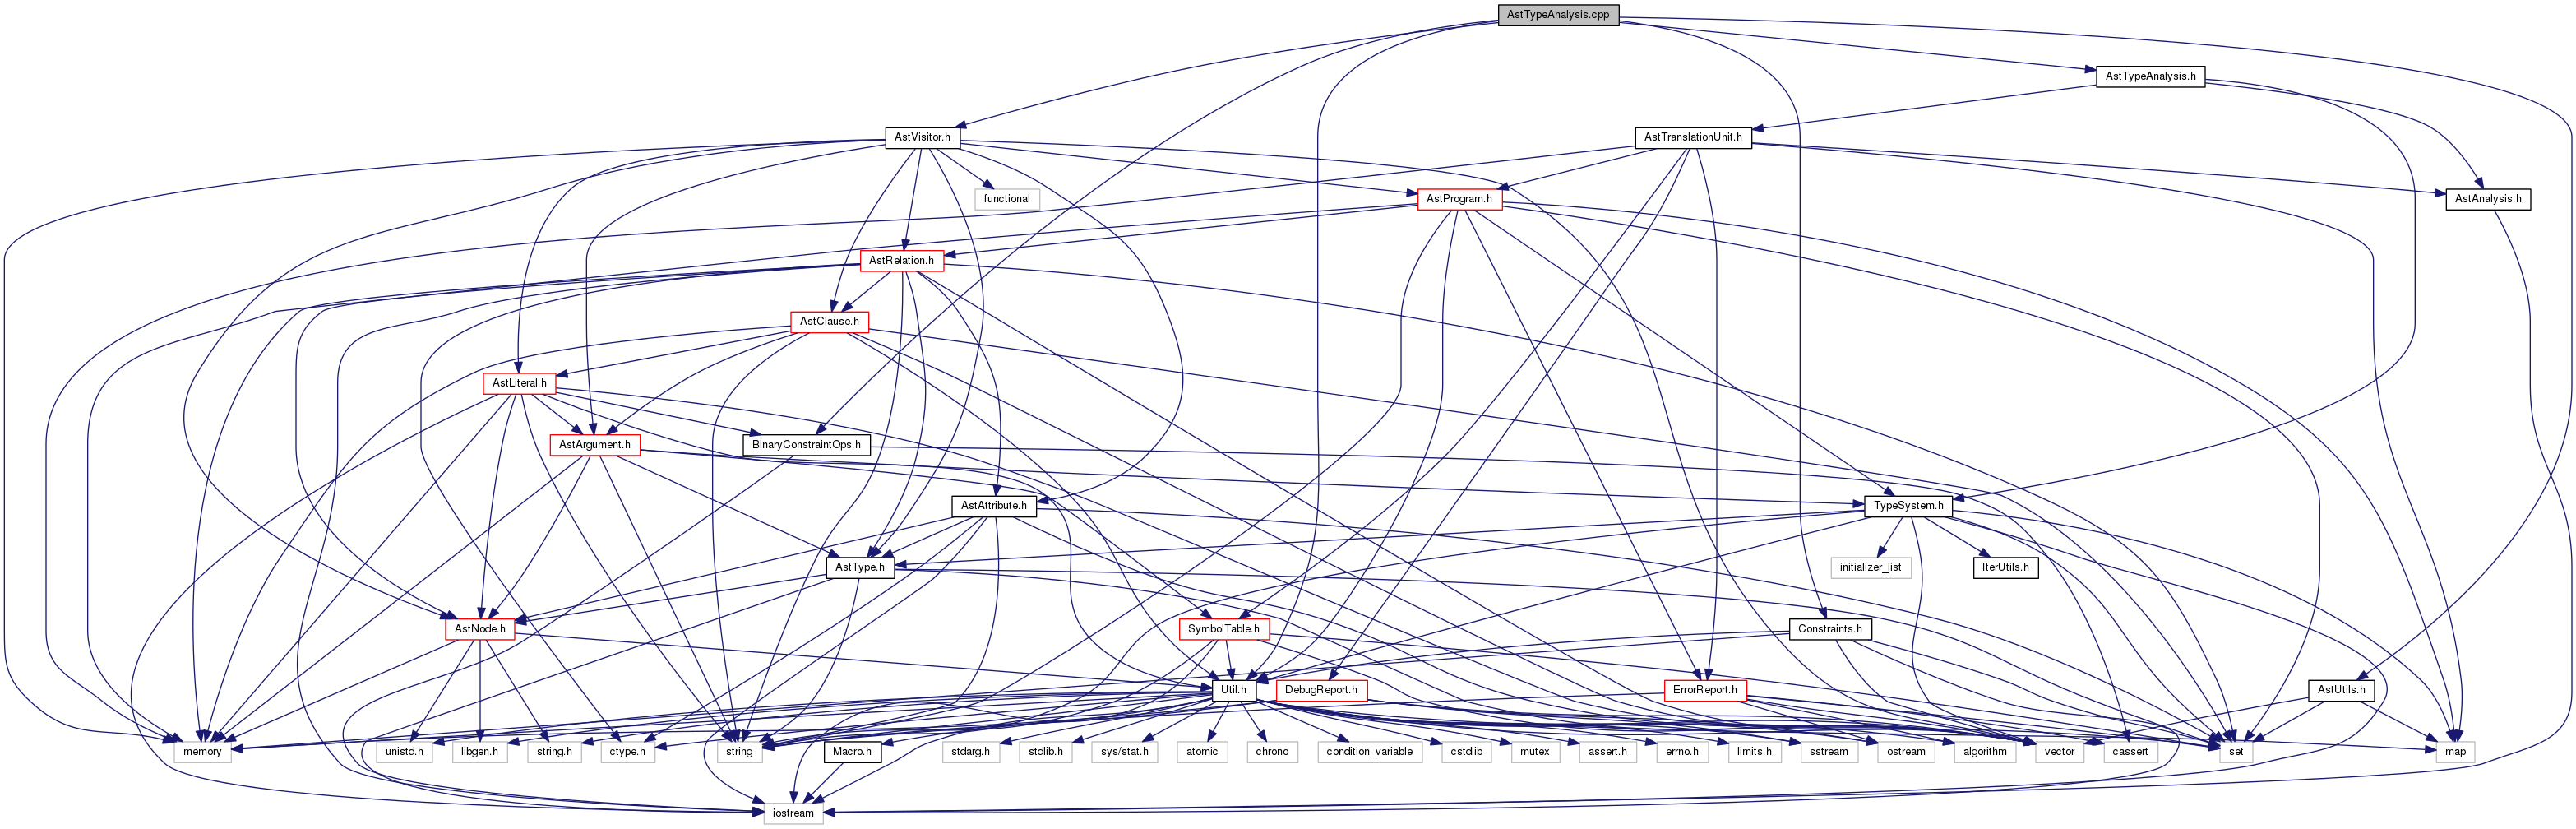 AstTypeAnalysis.cpp
AstTypeAnalysis.h
AstVisitor.h
AstTranslationUnit.h
functional
AstProgram.h
AstAnalysis.h
AstRelation.h
AstClause.h
AstLiteral.h
AstArgument.h
BinaryConstraintOps.h
AstAttribute.h
TypeSystem.h
AstType.h
initializer_list
IterUtils.h
AstNode.h
SymbolTable.h
Constraints.h
Util.h
DebugReport.h
ErrorReport.h
AstUtils.h
memory
unistd.h
libgen.h
string.h
ctype.h
string
Macro.h
stdarg.h
stdlib.h
sys/stat.h
atomic
chrono
condition_variable
cstdlib
mutex
assert.h
errno.h
limits.h
sstream
ostream
algorithm
vector
cassert
set
map
iostream